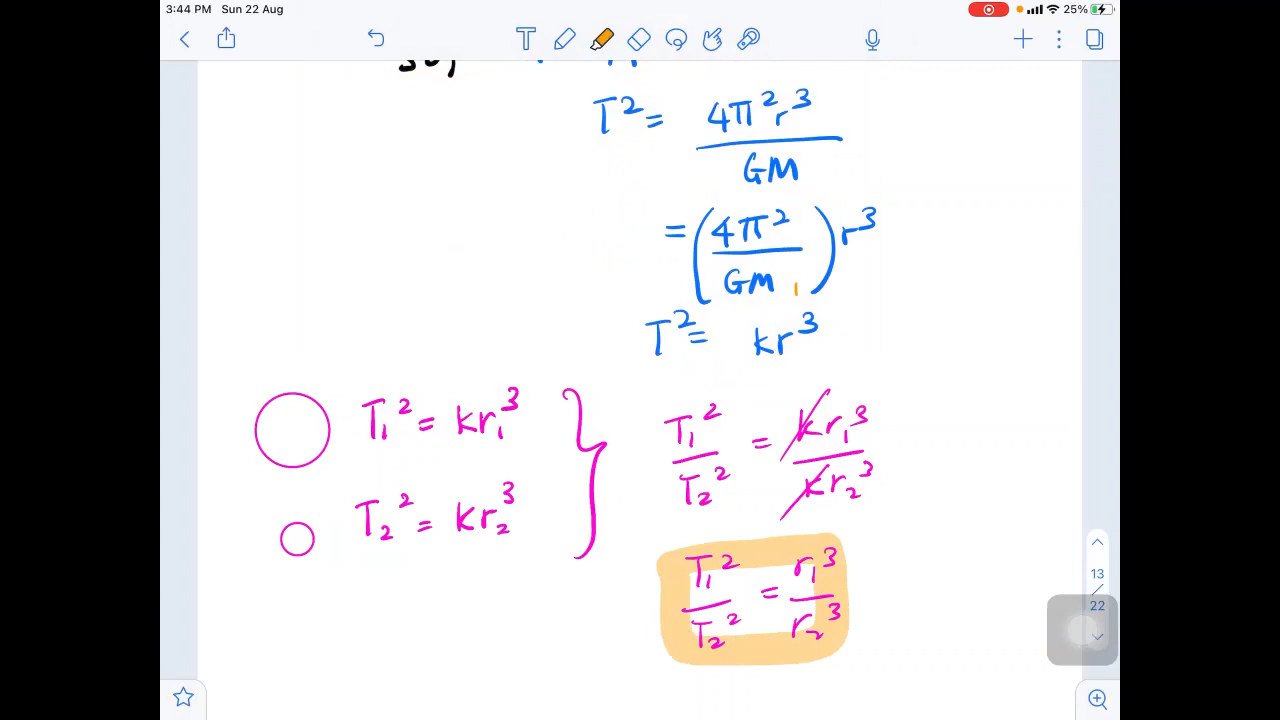 3:44 PM Sun 22 Aug 25%
T
so,
T² = 4π²r³ / GM
= (4π² / GM) r³
T² = kr³
T₁² = kr₁³
T₂² = kr₂³
T₁² / T₂² = kr₁³ / kr₂³
T₁² / T₂² = r₁³ / r₂³
13 / 22